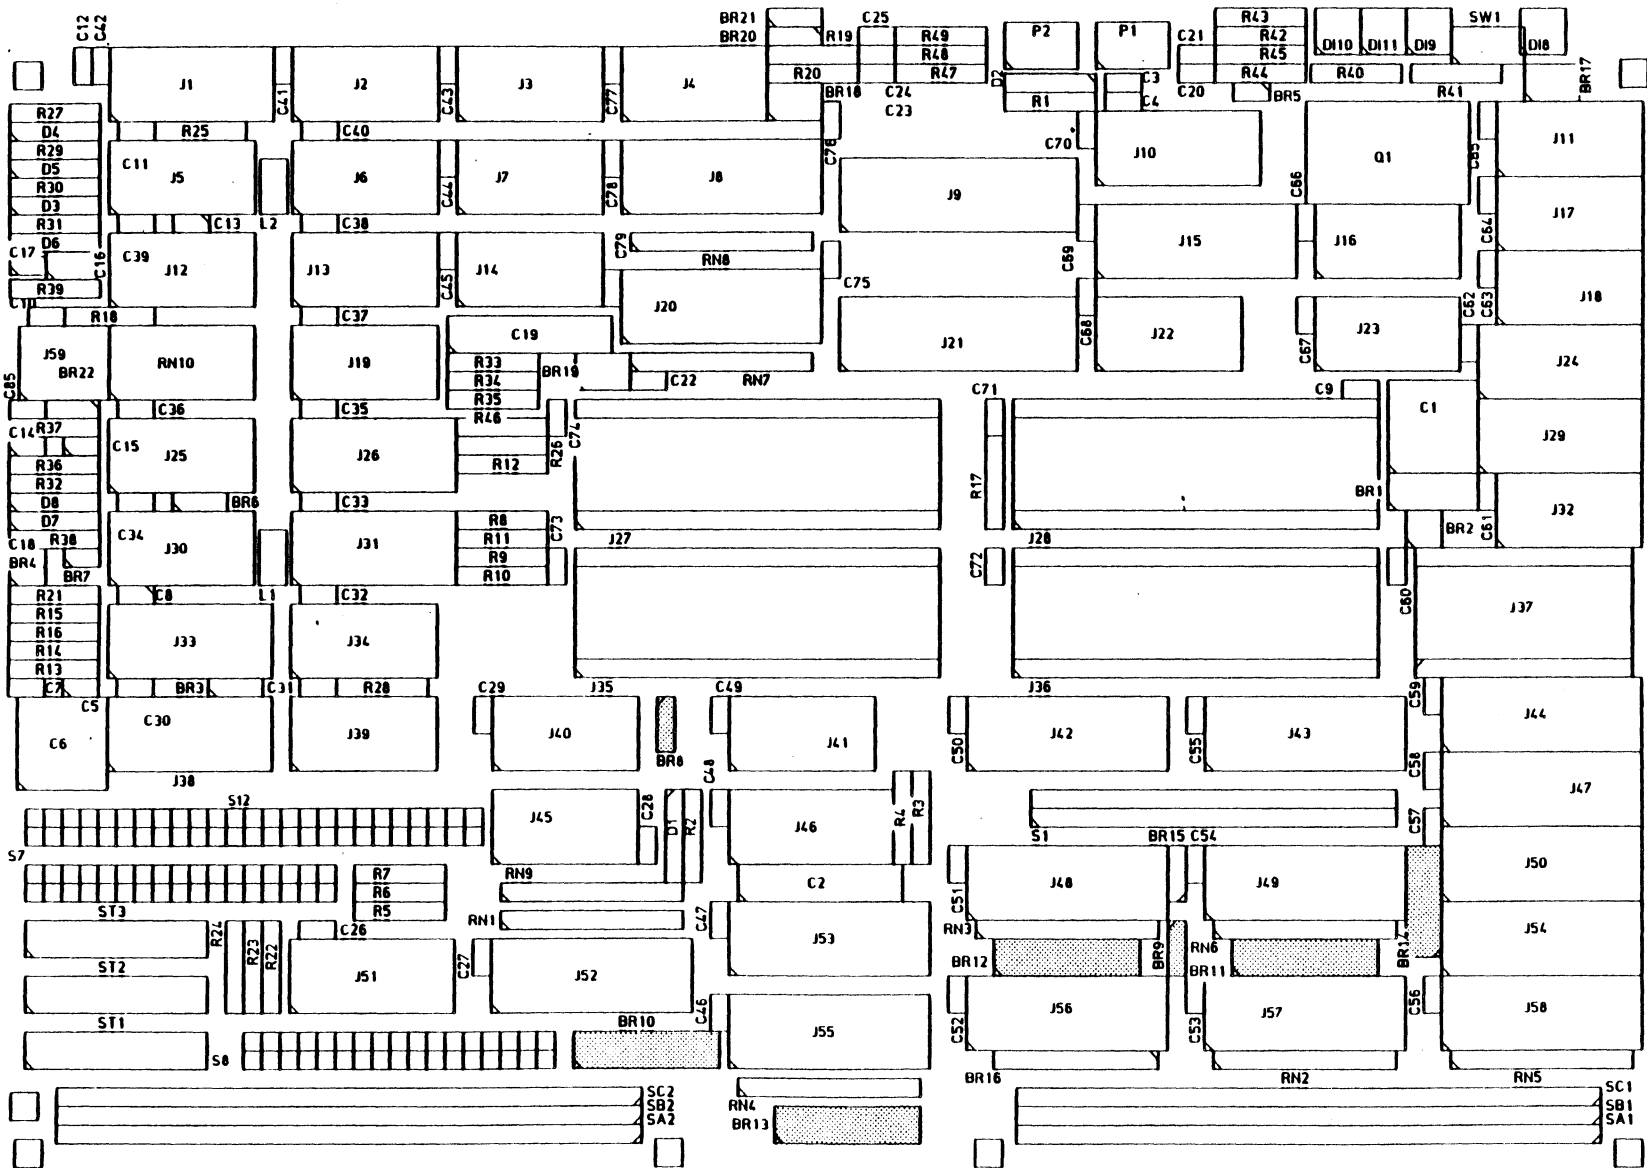 C12 C42 BR21 C25 R43 SW1
BR20 R19 R49 P2 P1 C21 R42
R48 R45 DI10 DI11 DI9 DI8
J1 C41 J2 C43 J3 C77 J4 R20 R47 D2 C3 C20 R44 R40 BR17
BR18 C24 R1 C4 BR5 R41
R27 C23
D4 R25 C40 C76 C70
R29 C11 J10 Q1 C65 J11
D5 J5 J6 C44 J7 C78 J8 J9
R30 C66
D3 J17
R31 C13 L2 C38 C64
D6 C79 C69 J15 J16
C17 C16 C39 J12 J13 C45 J14 RN8 J18
R39 C75
C1 R18 C37 J20 C68 C62 C63
J59 C19 J21 J22 C67 J23
BR22 RN10 J19 R33 BR19 J24
C85 R34 C22 RN7 C71 C9
R35 C1
C36 C35 R46 C74
C14 R37 C15 J25 J26 R26 J29
R36 R12
R32 R17 BR1
D8 BR6 C33 C61 J32
D7 C34 R8 C73 BR2
C18 R38 J30 J31 R11 J27 J28
BR4 BR7 R9 C72
R10
R21 C8 L1 C32 C60 J37
R15
R16 J33 J34
R14
R13
C7 BR3 C31 R28 C29 J35 C49 J36 C59
C5 C30 J44
C6 J39 J40 BR8 J41 C50 J42 C55 J43
J38 C48 C58 J47
S12
J45 C28 D1 R2 J46 R4 R3 C57
S7 S1 BR15 C54
R7 RN9 C2 C51 J48 J49 J50
R6
ST3 R5 RN1 C47 RN3
R24 R23 R22 C26 J53 BR9 RN6 BR14 J54
ST2 J51 C27 J52 BR12 BR11
C46 C52 J56 C53 J57 C56 J58
ST1 S8 BR10 J55
BR16 RN2 RN5
SC2 SC1
SB2 RN4 SB1
SA2 BR13 SA1